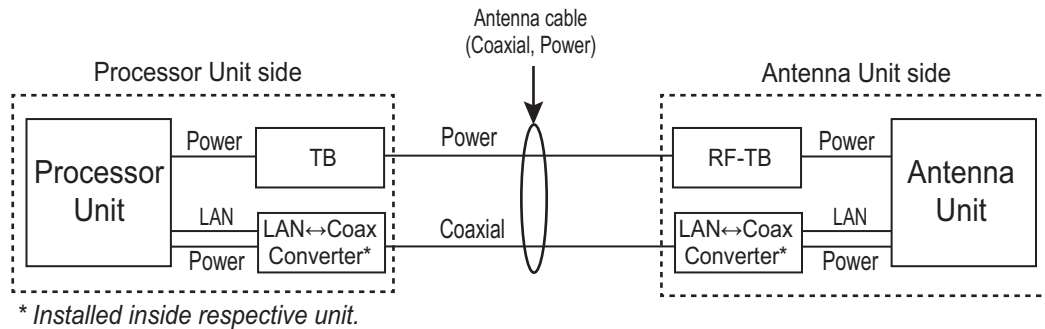 Antenna cable
(Coaxial, Power)
Processor Unit side
Antenna Unit side
Processor
Unit
Power
TB
Power
RF-TB
Power
Antenna
Unit
LAN
Power
LAN↔Coax
Converter*
Coaxial
LAN↔Coax
Converter*
LAN
Power
* Installed inside respective unit.